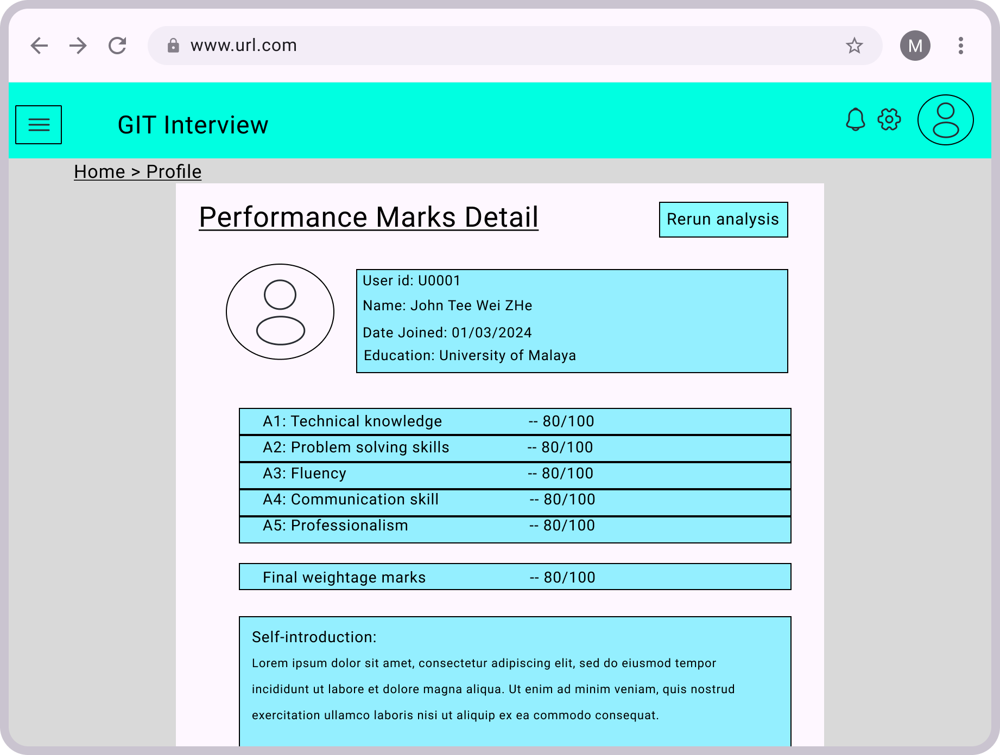 www.url.com
M
GIT Interview
Home > Profile
Performance Marks Detail
Rerun analysis
User id: U0001
Name: John Tee Wei ZHe
Date Joined: 01/03/2024
Education: University of Malaya
A1: Technical knowledge -- 80/100
A2: Problem solving skills -- 80/100
A3: Fluency -- 80/100
A4: Communication skill -- 80/100
A5: Professionalism -- 80/100
Final weightage marks -- 80/100
Self-introduction:
Lorem ipsum dolor sit amet, consectetur adipiscing elit, sed do eiusmod tempor
incididunt ut labore et dolore magna aliqua. Ut enim ad minim veniam, quis nostrud
exercitation ullamco laboris nisi ut aliquip ex ea commodo consequat.